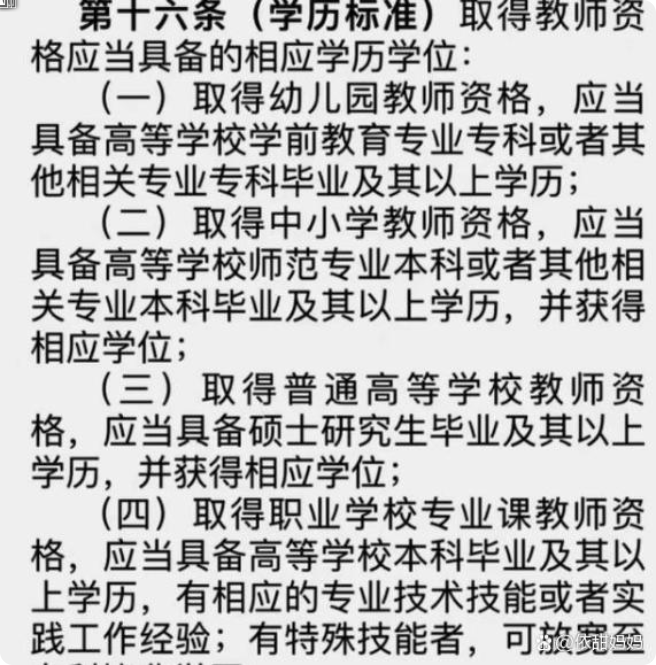 第十六条（学历标准）取得教师资
格应当具备的相应学历学位：
（一）取得幼儿园教师资格，应当
具备高等学校学前教育专业专科或者其
他相关专业专科毕业及其以上学历；
（二）取得中小学教师资格，应当
具备高等学校师范专业本科或者其他相
关专业本科毕业及其以上学历，并获得
相应学位；
（三）取得普通高等学校教师资
格，应当具备硕士研究生毕业及其以上
学历，并获得相应学位；
（四）取得职业学校专业课教师资
格，应当具备高等学校本科毕业及其以
上学历，有相应的专业技术技能或者实
践工作经验；有特殊技能者，可放宽至
@依甜妈妈